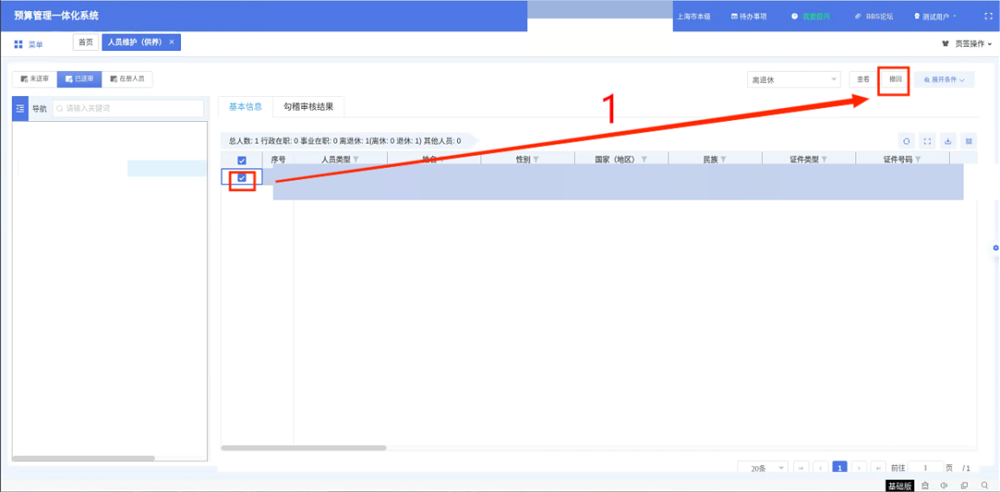 预算管理一体化系统
上海市本级 待办事项 我要提问 BBS论坛 测试用户
菜单 首页 人员维护（供养） × 页签操作
未送审 已送审 在册人员 离退休 查看 撤回 展开条件
导航 请输入关键词 基本信息 勾稽审核结果 1
总人数: 1 行政在职: 0 事业在职: 0 离退休: 1(离休: 0 退休: 1) 其他人员: 0
序号 人员类型 姓名 性别 国家（地区） 民族 证件类型 证件号码
20条 1 前往 1 页 /1
基础版